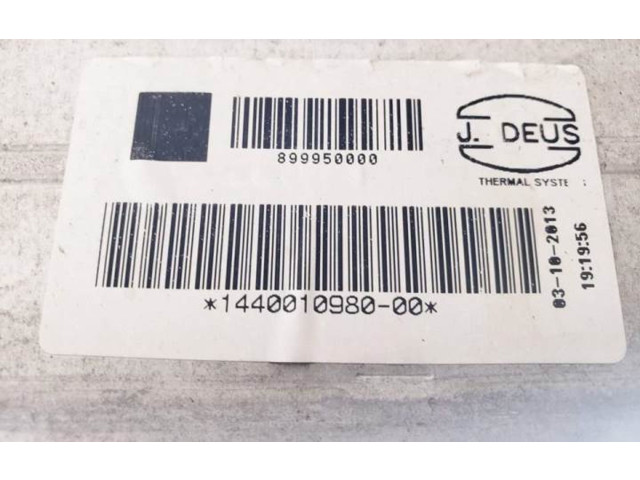 J. DEUS
THERMAL SYSTE
899950000
*1440010980-00*
03-10-2013
19:19:56